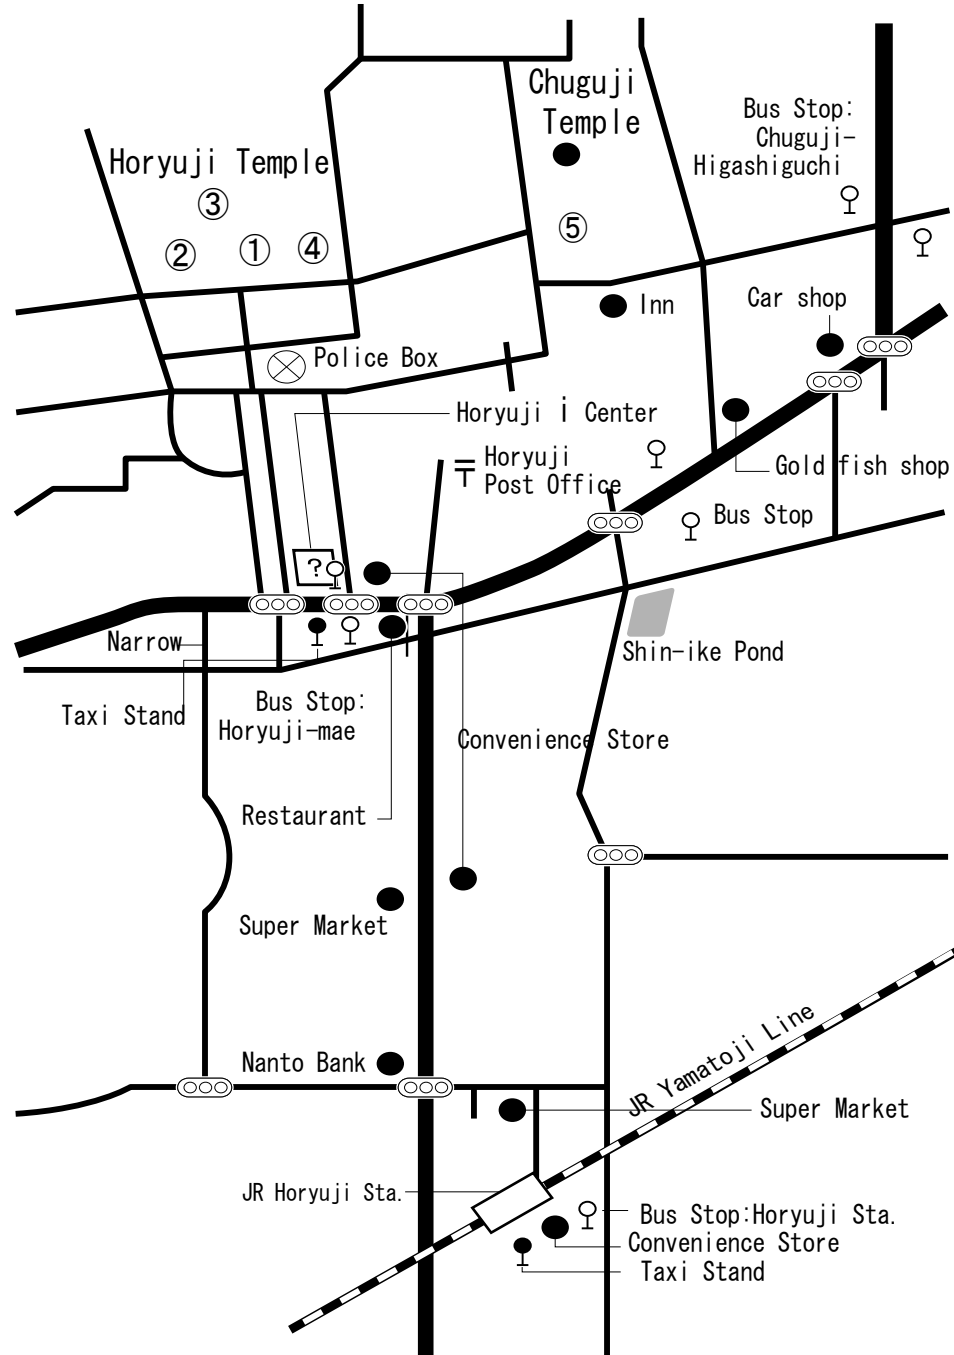 Chuguji
Temple
Bus Stop:
Chuguji-
Higashiguchi
Horyuji Temple
③
②
①
④
⑤
Inn
Car shop
Police Box
Horyuji i Center
〒 Horyuji
Post Office
Gold fish shop
Bus Stop
?
Narrow
Shin-ike Pond
Taxi Stand
Bus Stop:
Horyuji-mae
Convenience Store
Restaurant
Super Market
JR Yamatoji Line
Nanto Bank
Super Market
JR Horyuji Sta.
Bus Stop:Horyuji Sta.
Convenience Store
Taxi Stand